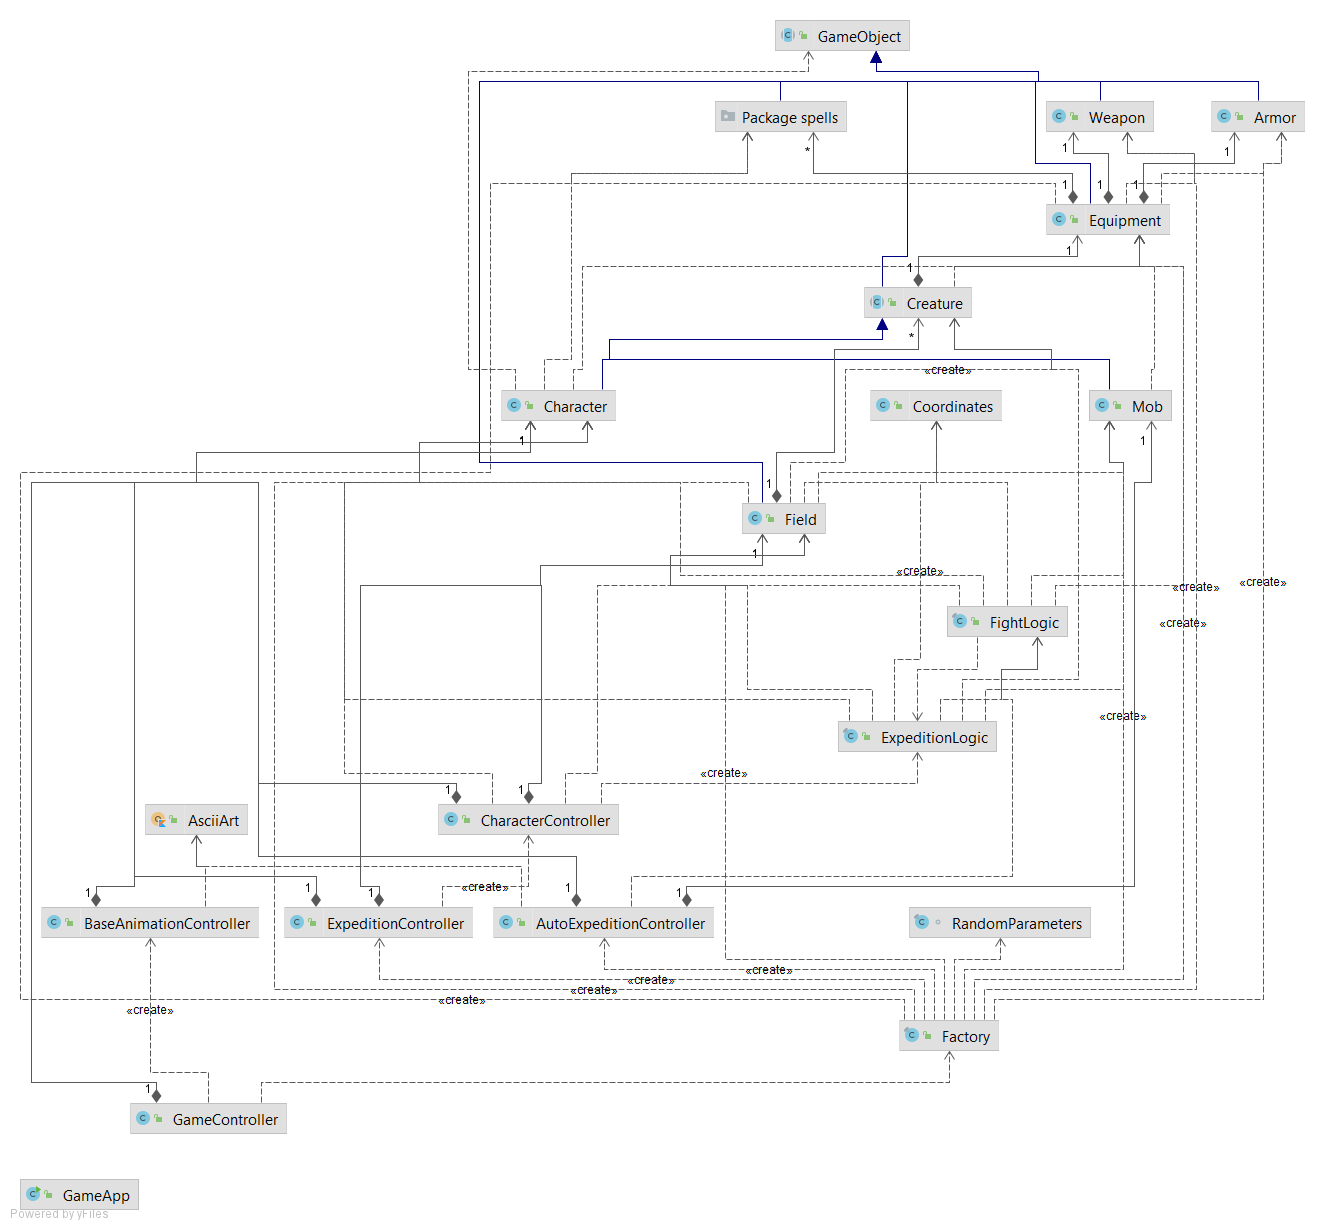 GameObject
Package spells
Weapon
Armor
*
1
1
1
1
1
Equipment
1
1
Creature
*
«create»
Character
Coordinates
Mob
1
1
1
Field
1
«create»
«create»
«create»
FightLogic
«create»
«create»
ExpeditionLogic
«create»
1
1
AsciiArt
CharacterController
1
1
1
«create»
1
1
BaseAnimationController
ExpeditionController
AutoExpeditionController
RandomParameters
«create»
«create»
«create»
«create»
«create»
Factory
1
GameController
GameApp
Powered by yFiles